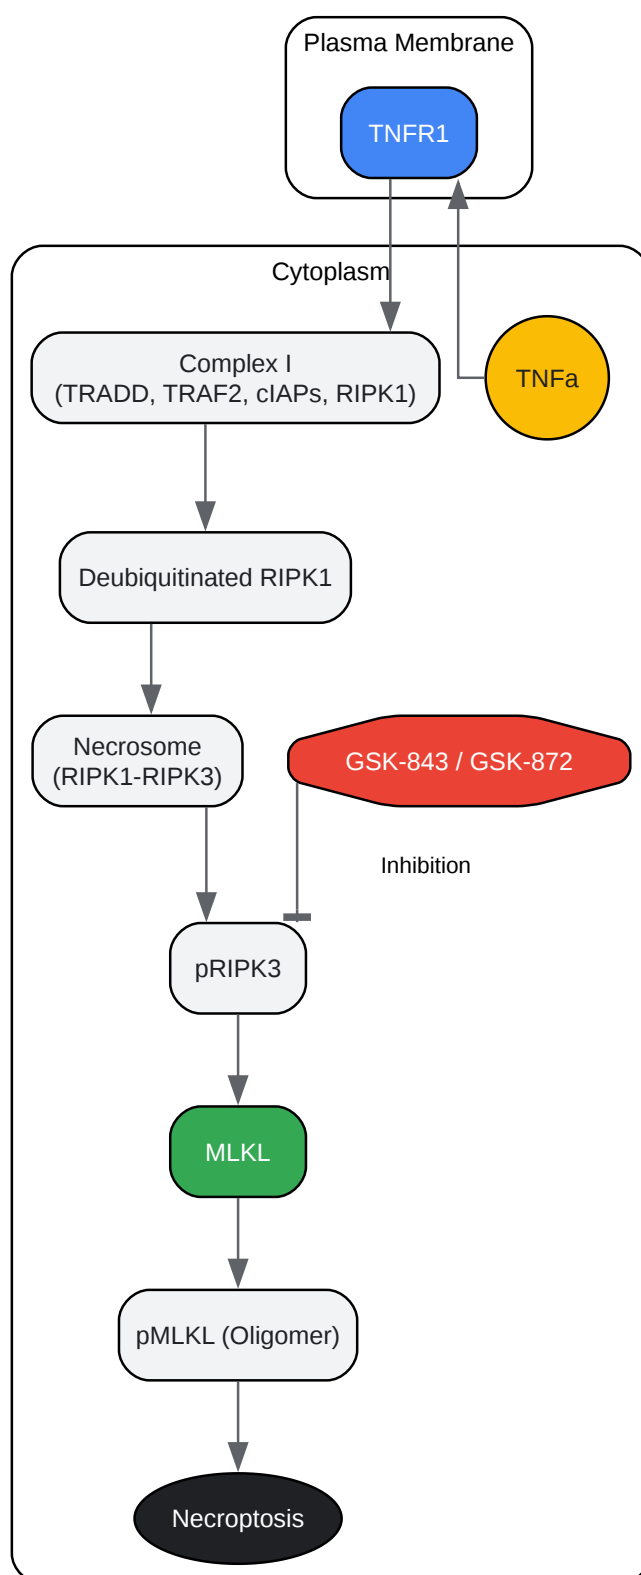 Plasma Membrane
TNFR1
Cytoplasm
Complex I
(TRADD, TRAF2, cIAPs, RIPK1)
TNFa
Deubiquitinated RIPK1
Necrosome
(RIPK1-RIPK3)
GSK-843 / GSK-872
Inhibition
pRIPK3
MLKL
pMLKL (Oligomer)
Necroptosis